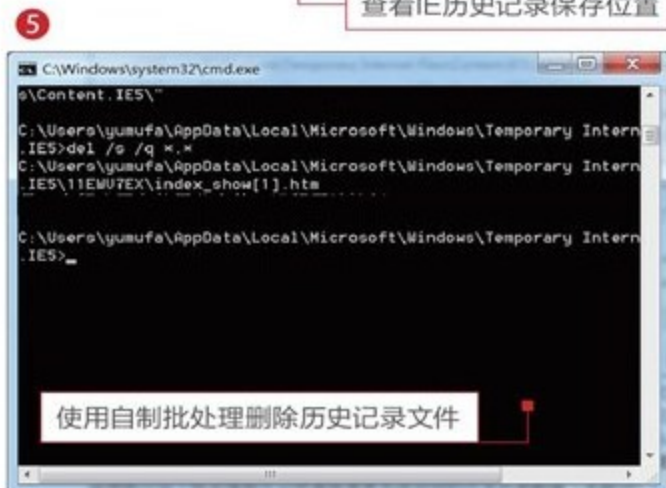 查看IE历史记录保存位置
5
C:\Windows\system32\cmd.exe
s\Content.IE5\"
C:\Users\yumufa\AppData\Local\Microsoft\Windows\Temporary Intern
.IE5>del /s /q *.*
C:\Users\yumufa\AppData\Local\Microsoft\Windows\Temporary Intern
.IE5\11EWU7EX\index_show[1].htm
C:\Users\yumufa\AppData\Local\Microsoft\Windows\Temporary Intern
.IE5>_
使用自制批处理删除历史记录文件